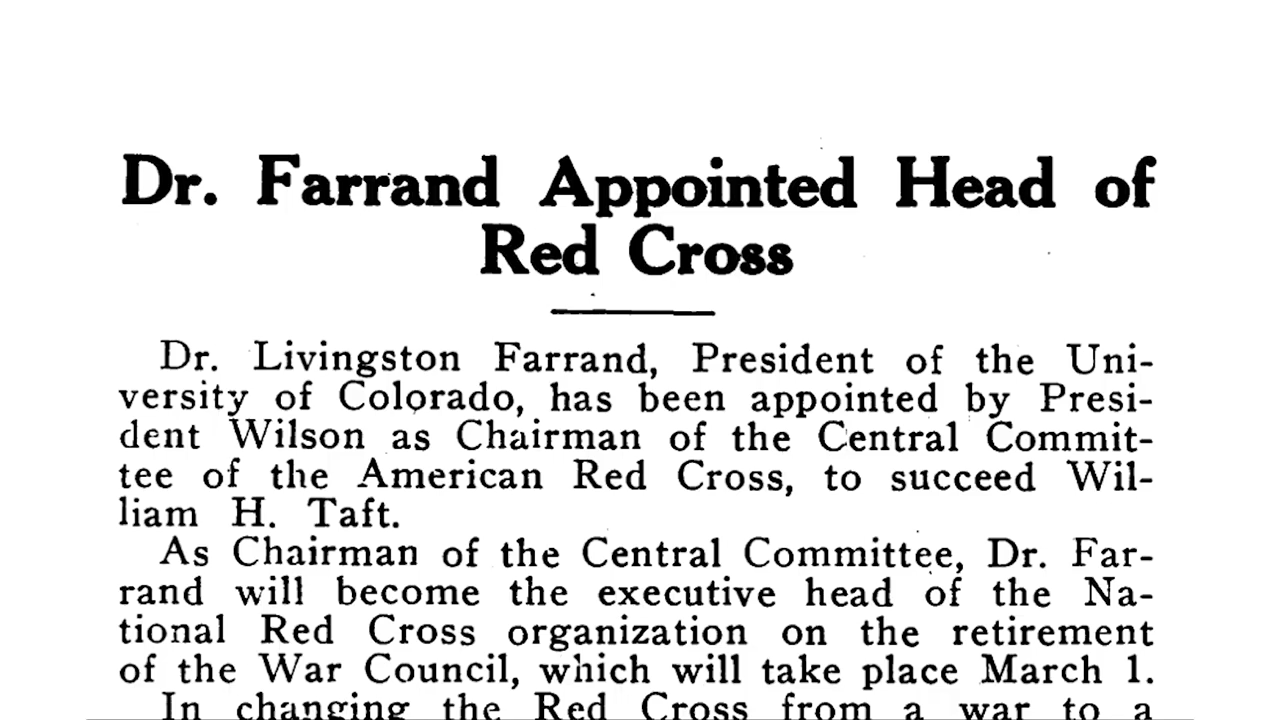 Dr. Farrand Appointed Head of
Red Cross
Dr. Livingston Farrand, President of the Uni-
versity of Colorado, has been appointed by Presi-
dent Wilson as Chairman of the Central Commit-
tee of the American Red Cross, to succeed Wil-
liam H. Taft.
As Chairman of the Central Committee, Dr. Far-
rand will become the executive head of the Na-
tional Red Cross organization on the retirement
of the War Council, which will take place March 1.
In changing the Red Cross from a war to a